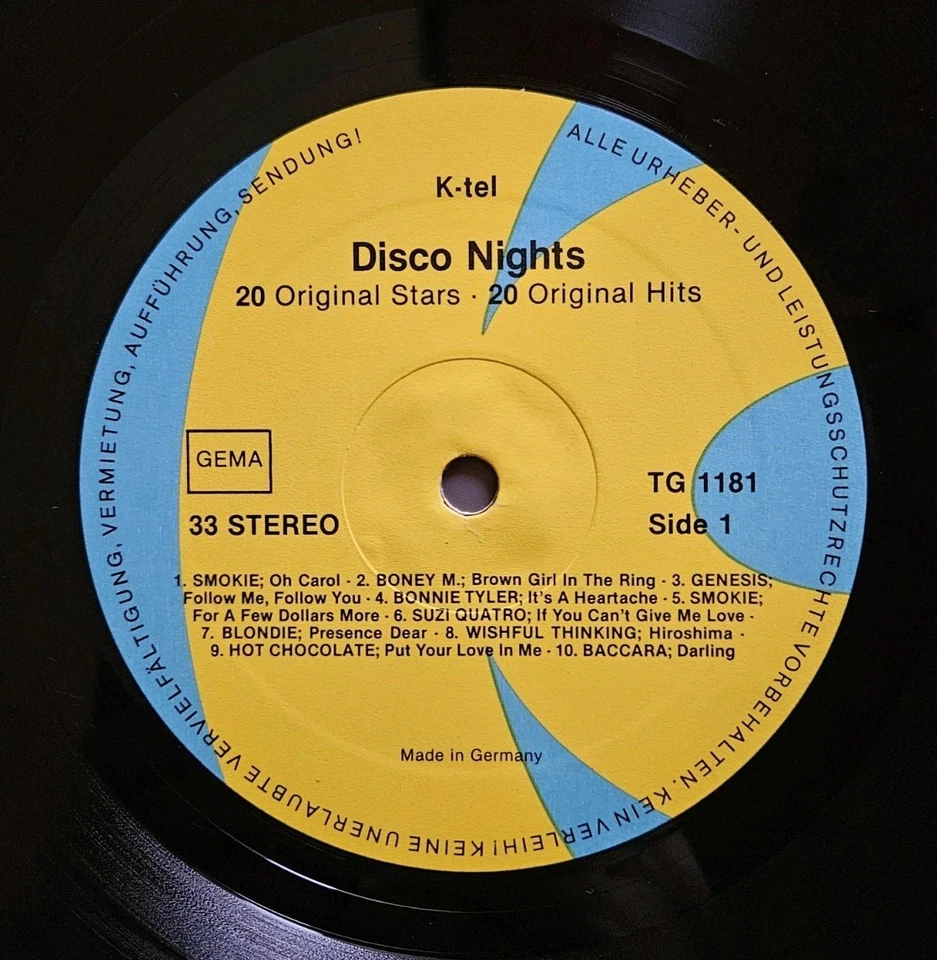 K-tel
Disco Nights
20 Original Stars · 20 Original Hits
GEMA
33 STEREO
TG 1181
Side 1
1. SMOKIE; Oh Carol · 2. BONEY M.; Brown Girl In The Ring · 3. GENESIS;
Follow Me, Follow You · 4. BONNIE TYLER; It's A Heartache · 5. SMOKIE;
For A Few Dollars More · 6. SUZI QUATRO; If You Can't Give Me Love ·
7. BLONDIE; Presence Dear · 8. WISHFUL THINKING; Hiroshima ·
9. HOT CHOCOLATE; Put Your Love In Me · 10. BACCARA; Darling
Made in Germany
ALLE URHEBER- UND LEISTUNGSSCHUTZRECHTE VORBEHALTEN. KEIN VERLEIH! KEINE UNERLAUBTE VERVIELFÄLTIGUNG, VERMIETUNG, AUFFÜHRUNG, SENDUNG!